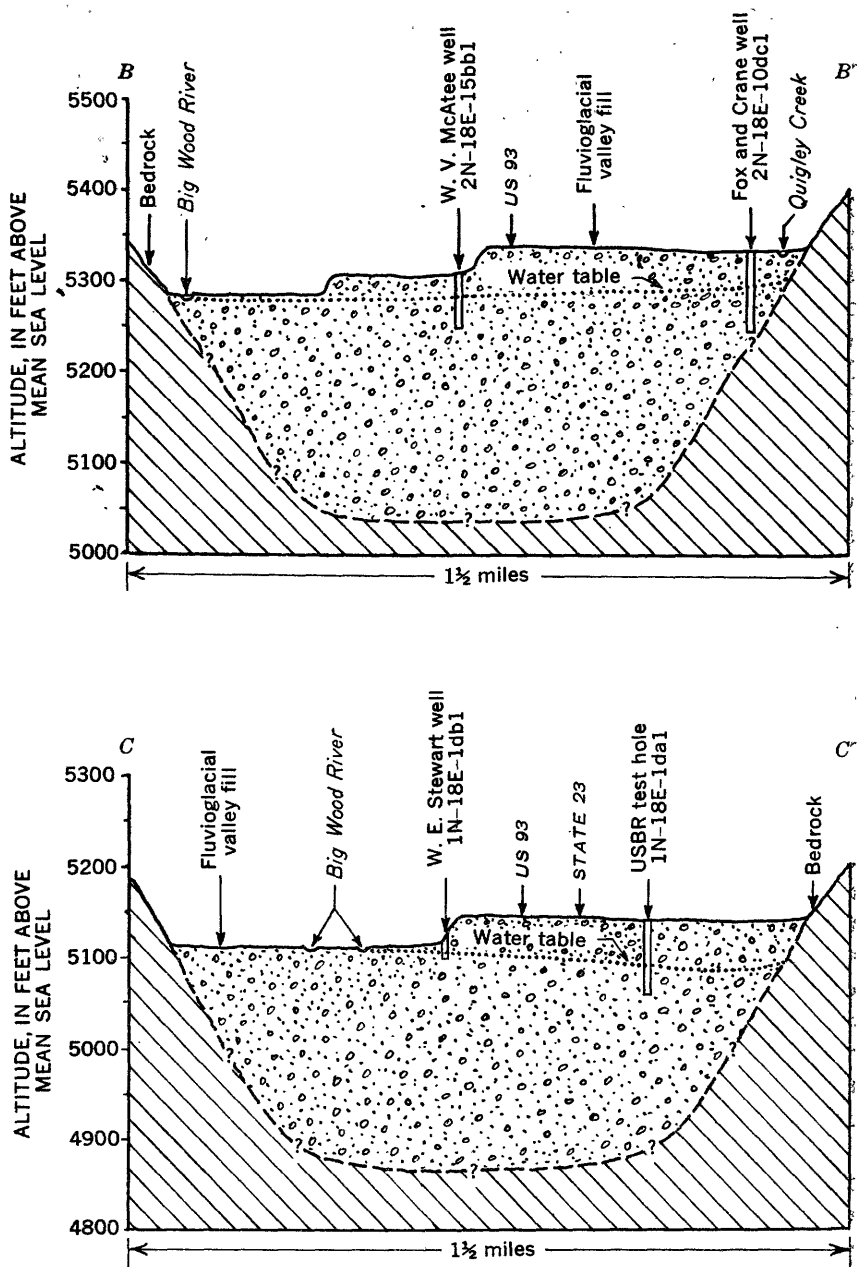 B
B'
Bedrock
Big Wood River
W. V. McAtee well
2N-18E-15bb1
US 93
Fluvioglacial
valley fill
Fox and Crane well
2N-18E-10dc1
Quigley Creek
ALTITUDE, IN FEET ABOVE
MEAN SEA LEVEL
5500
5400
5300
5200
5100
5000
Water table
?
?
?
?
?
?
1½ miles
C
C'
Fluvioglacial
valley fill
Big Wood River
W. E. Stewart well
1N-18E-1db1
US 93
STATE 23
USBR test hole
1N-18E-1da1
Bedrock
ALTITUDE, IN FEET ABOVE
MEAN SEA LEVEL
5300
5200
5100
5000
4900
4800
Water table
?
?
?
?
?
1½ miles